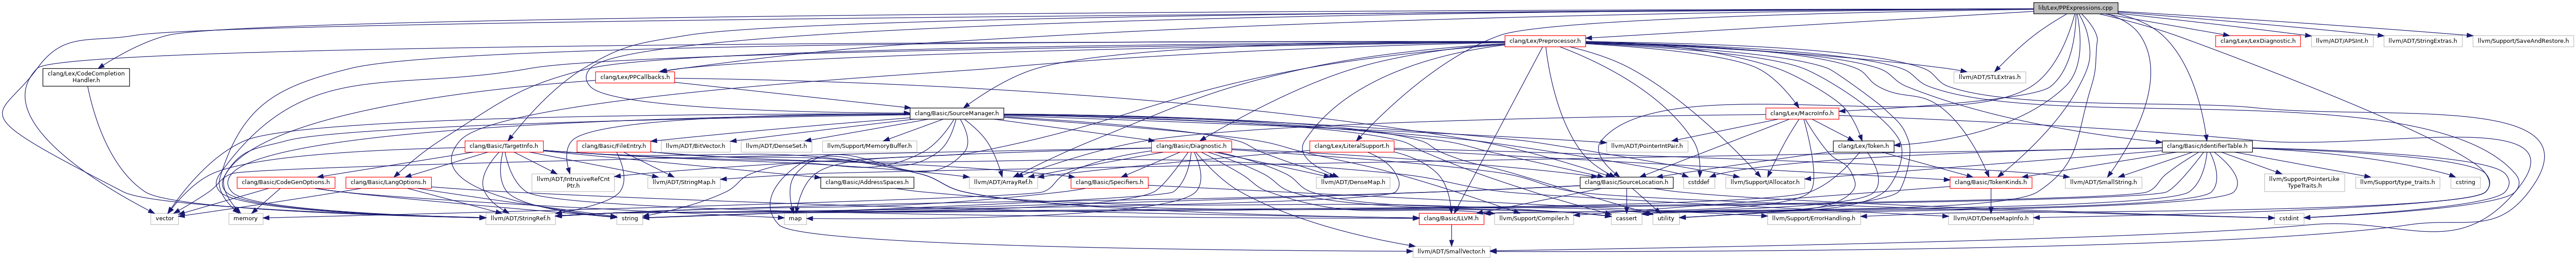 lib/Lex/PPExpressions.cpp
clang/Lex/Preprocessor.h
clang/Lex/LexDiagnostic.h
llvm/ADT/APSInt.h
llvm/ADT/StringExtras.h
llvm/Support/SaveAndRestore.h
clang/Lex/CodeCompletion
Handler.h
clang/Lex/PPCallbacks.h
llvm/ADT/STLExtras.h
clang/Basic/SourceManager.h
clang/Lex/MacroInfo.h
clang/Basic/TargetInfo.h
clang/Basic/FileEntry.h
llvm/ADT/BitVector.h
llvm/ADT/DenseSet.h
llvm/Support/MemoryBuffer.h
clang/Basic/Diagnostic.h
clang/Lex/LiteralSupport.h
llvm/ADT/PointerIntPair.h
clang/Lex/Token.h
clang/Basic/IdentifierTable.h
clang/Basic/CodeGenOptions.h
clang/Basic/LangOptions.h
llvm/ADT/IntrusiveRefCnt
Ptr.h
llvm/ADT/StringMap.h
clang/Basic/AddressSpaces.h
llvm/ADT/ArrayRef.h
clang/Basic/Specifiers.h
llvm/ADT/DenseMap.h
clang/Basic/SourceLocation.h
cstddef
llvm/Support/Allocator.h
clang/Basic/TokenKinds.h
llvm/ADT/SmallString.h
llvm/Support/PointerLike
TypeTraits.h
llvm/Support/type_traits.h
cstring
vector
memory
llvm/ADT/StringRef.h
string
map
clang/Basic/LLVM.h
llvm/Support/Compiler.h
cassert
utility
llvm/Support/ErrorHandling.h
llvm/ADT/DenseMapInfo.h
cstdint
llvm/ADT/SmallVector.h